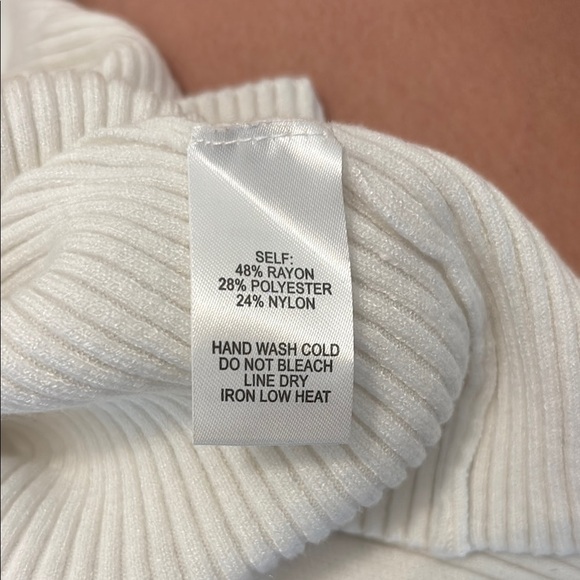 SELF:
48% RAYON
28% POLYESTER
24% NYLON
HAND WASH COLD
DO NOT BLEACH
LINE DRY
IRON LOW HEAT